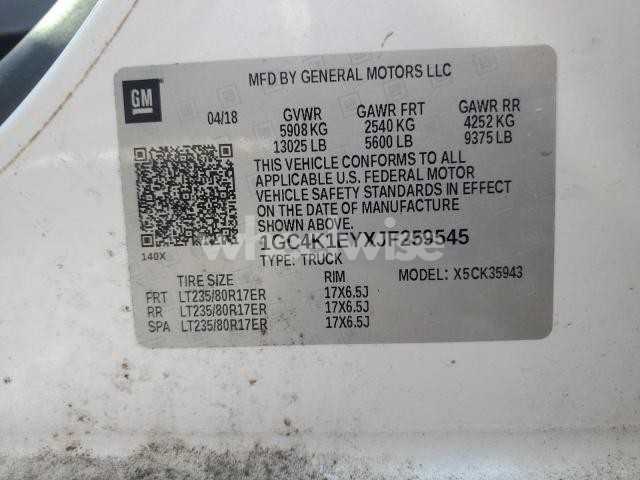 GM
MFD BY GENERAL MOTORS LLC
04/18 GVWR GAWR FRT GAWR RR
5908 KG 2540 KG 4252 KG
13025 LB 5600 LB 9375 LB
THIS VEHICLE CONFORMS TO ALL
APPLICABLE U.S. FEDERAL MOTOR
VEHICLE SAFETY STANDARDS IN EFFECT
ON THE DATE OF MANUFACTURE
SHOWN ABOVE.
1GC4K1EYXJF259545
140X TYPE: TRUCK
TIRE SIZE RIM MODEL: X5CK35943
FRT LT235/80R17ER 17X6.5J
RR LT235/80R17ER 17X6.5J
SPA LT235/80R17ER 17X6.5J